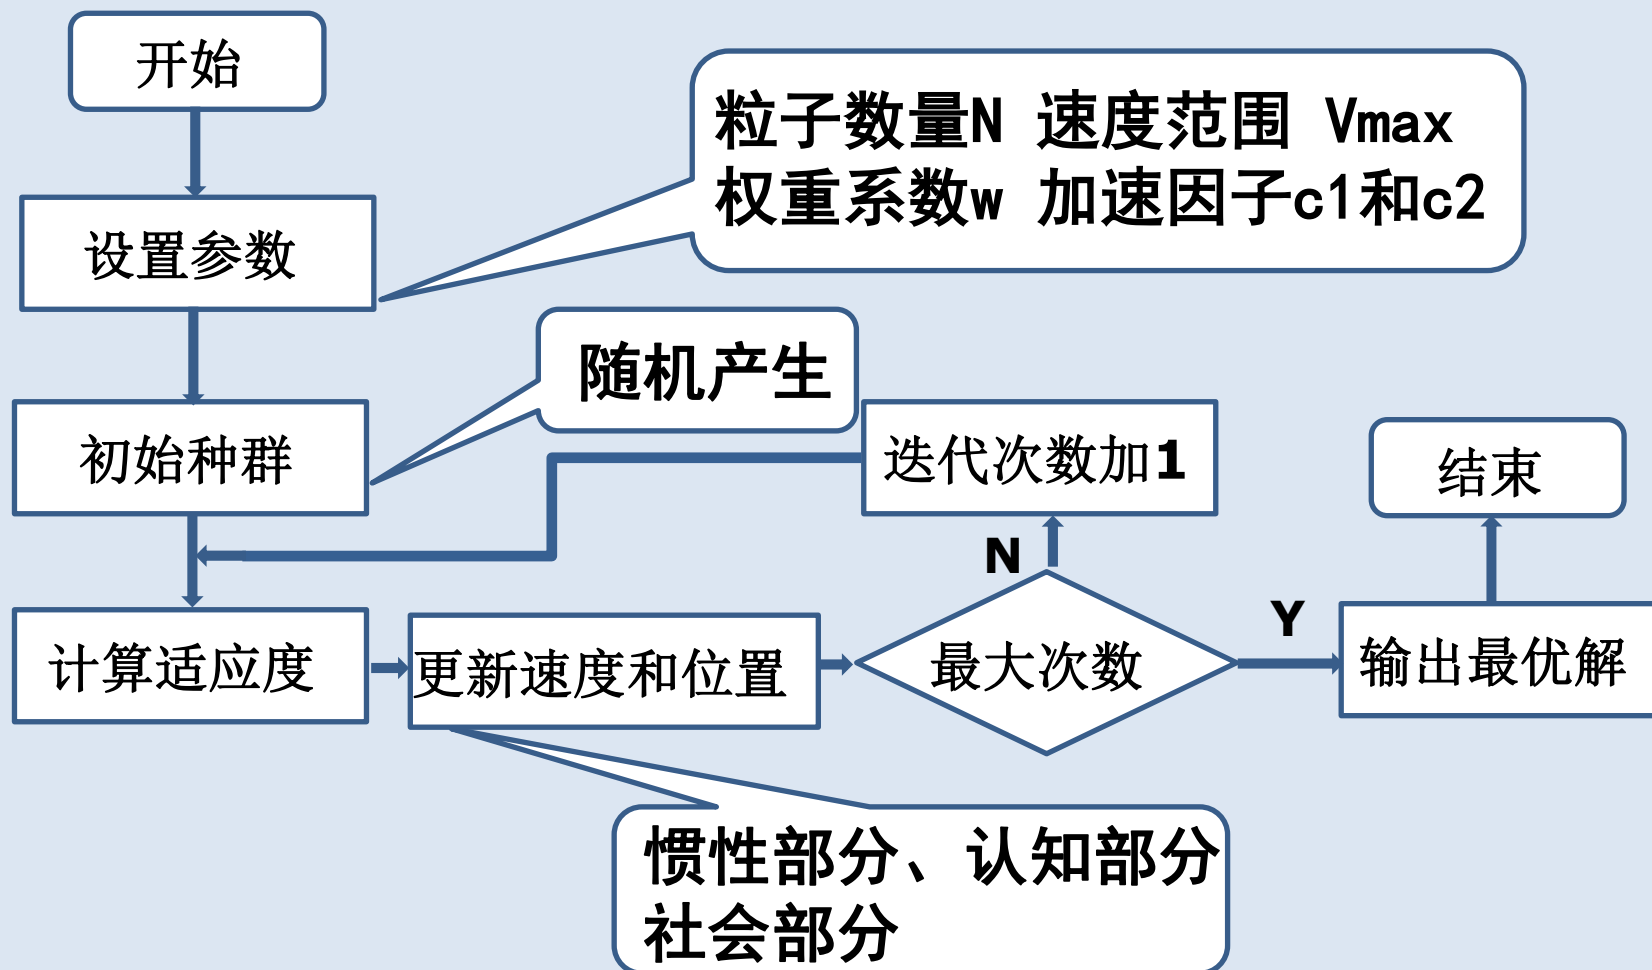 开始
粒子数量N 速度范围 Vmax
权重系数w 加速因子c1和c2
设置参数
随机产生
初始种群
迭代次数加1
结束
N
Y
计算适应度
更新速度和位置
最大次数
输出最优解
惯性部分、认知部分
社会部分